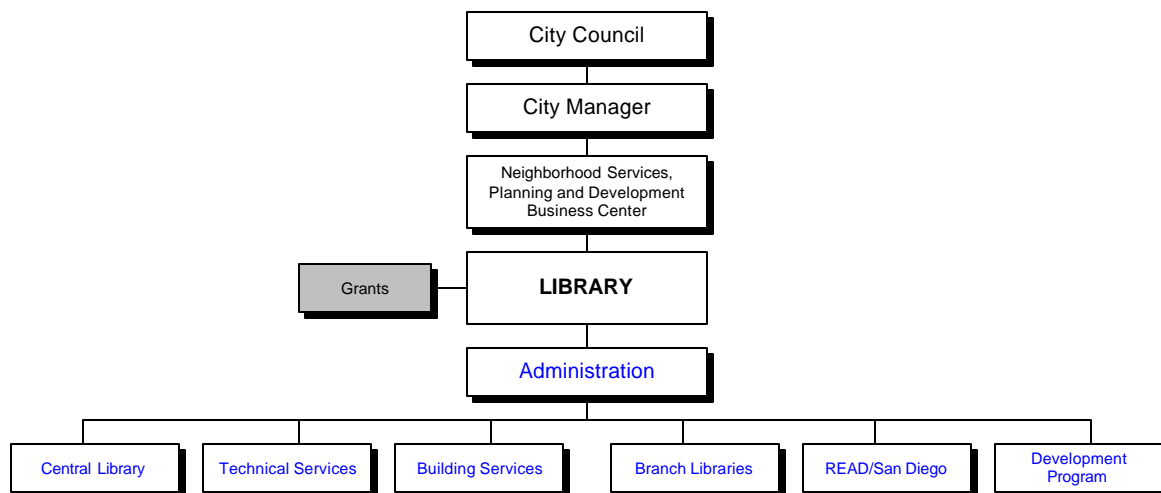 City Council
City Manager
Neighborhood Services,
Planning and Development
Business Center
Grants
LIBRARY
Administration
Central Library
Technical Services
Building Services
Branch Libraries
READ/San Diego
Development
Program